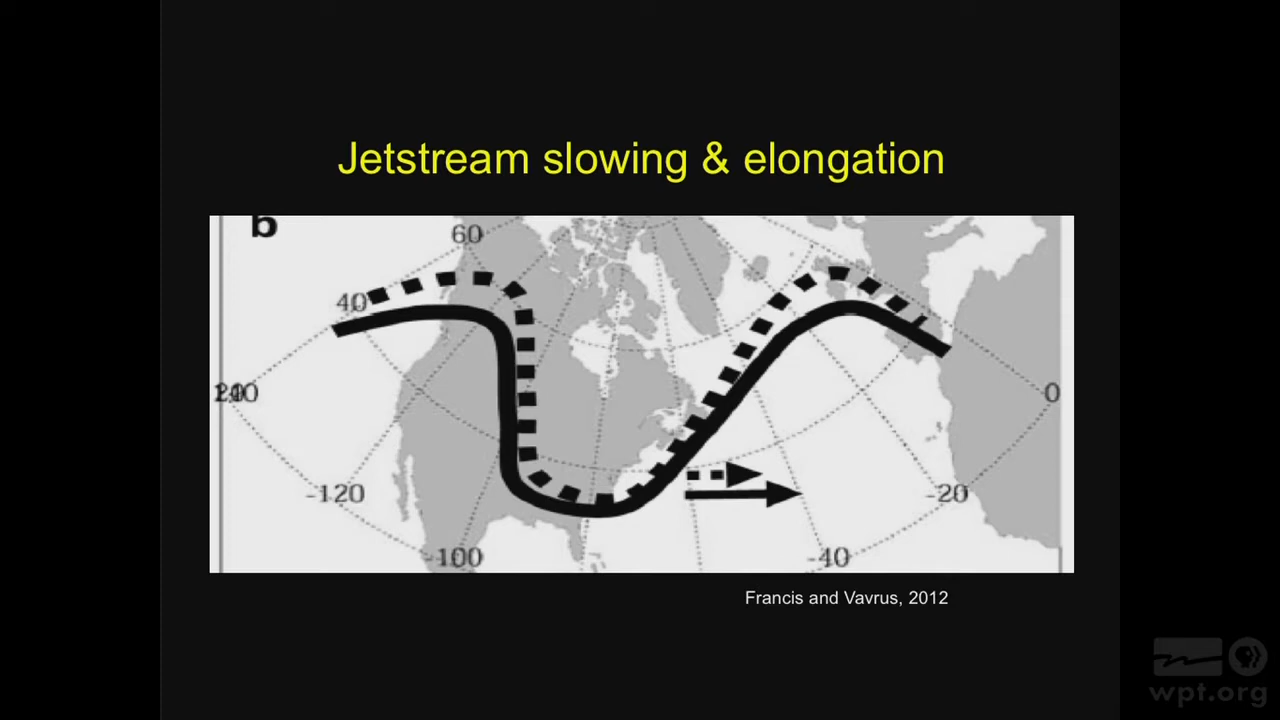 Jetstream slowing & elongation
b
60
40
0
-120
-20
-100
-40
Francis and Vavrus, 2012
wpt.org